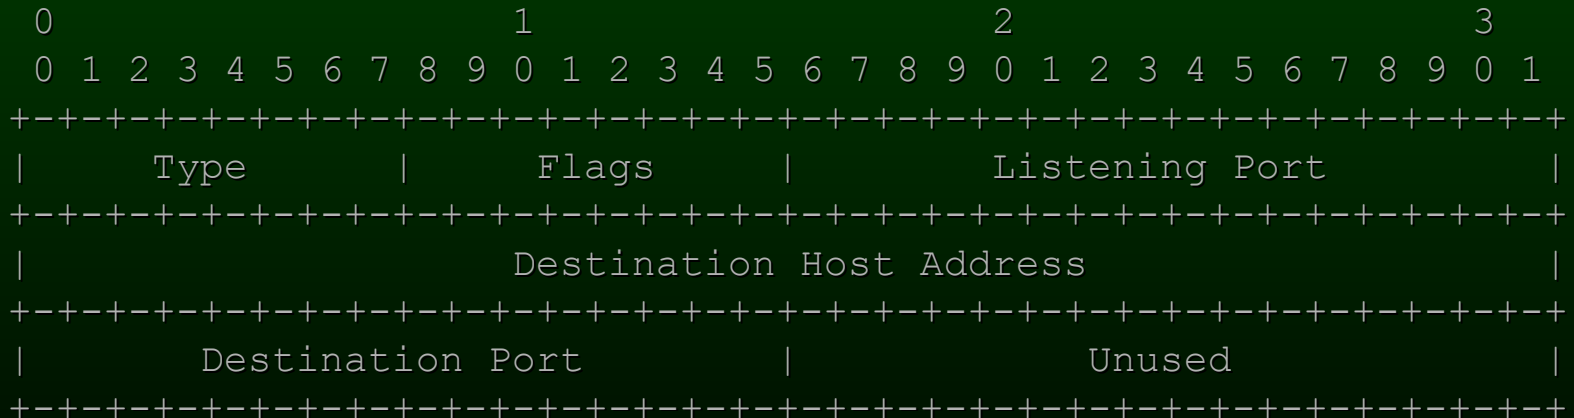 0                   1                   2                   3
 0 1 2 3 4 5 6 7 8 9 0 1 2 3 4 5 6 7 8 9 0 1 2 3 4 5 6 7 8 9 0 1
+-+-+-+-+-+-+-+-+-+-+-+-+-+-+-+-+-+-+-+-+-+-+-+-+-+-+-+-+-+-+-+-+
|     Type      |     Flags     |        Listening Port         |
+-+-+-+-+-+-+-+-+-+-+-+-+-+-+-+-+-+-+-+-+-+-+-+-+-+-+-+-+-+-+-+-+
|                    Destination Host Address                   |
+-+-+-+-+-+-+-+-+-+-+-+-+-+-+-+-+-+-+-+-+-+-+-+-+-+-+-+-+-+-+-+-+
|       Destination Port        |            Unused             |
+-+-+-+-+-+-+-+-+-+-+-+-+-+-+-+-+-+-+-+-+-+-+-+-+-+-+-+-+-+-+-+-+